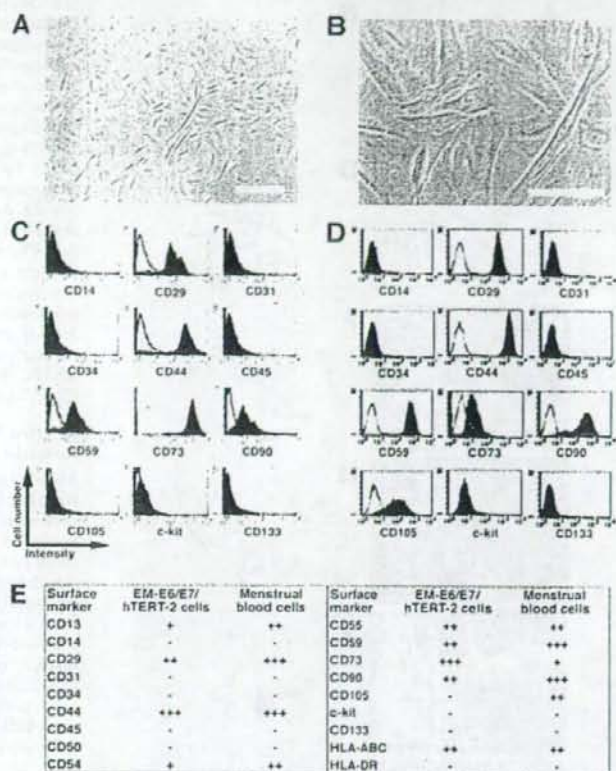 A
B
C
D
CD14
CD29
CD31
CD14
CD29
CD31
CD34
CD44
CD45
CD34
CD44
CD45
CD59
CD73
CD90
CD59
CD73
CD90
CD105
c-kit
CD133
CD105
c-kit
CD133
Cell number
Intensity
E
Surface marker EM-E6/E7/ hTERT-2 cells Menstrual blood cells
CD13 + ++
CD14 - -
CD29 ++ +++
CD31 - -
CD34 - -
CD44 +++ +++
CD45 - -
CD50 - -
CD54 + ++
Surface marker EM-E6/E7/ hTERT-2 cells Menstrual blood cells
CD55 ++ ++
CD59 ++ +++
CD73 +++ +
CD90 ++ +++
CD105 - ++
c-kit - -
CD133 - -
HLA-ABC ++ ++
HLA-DR - -